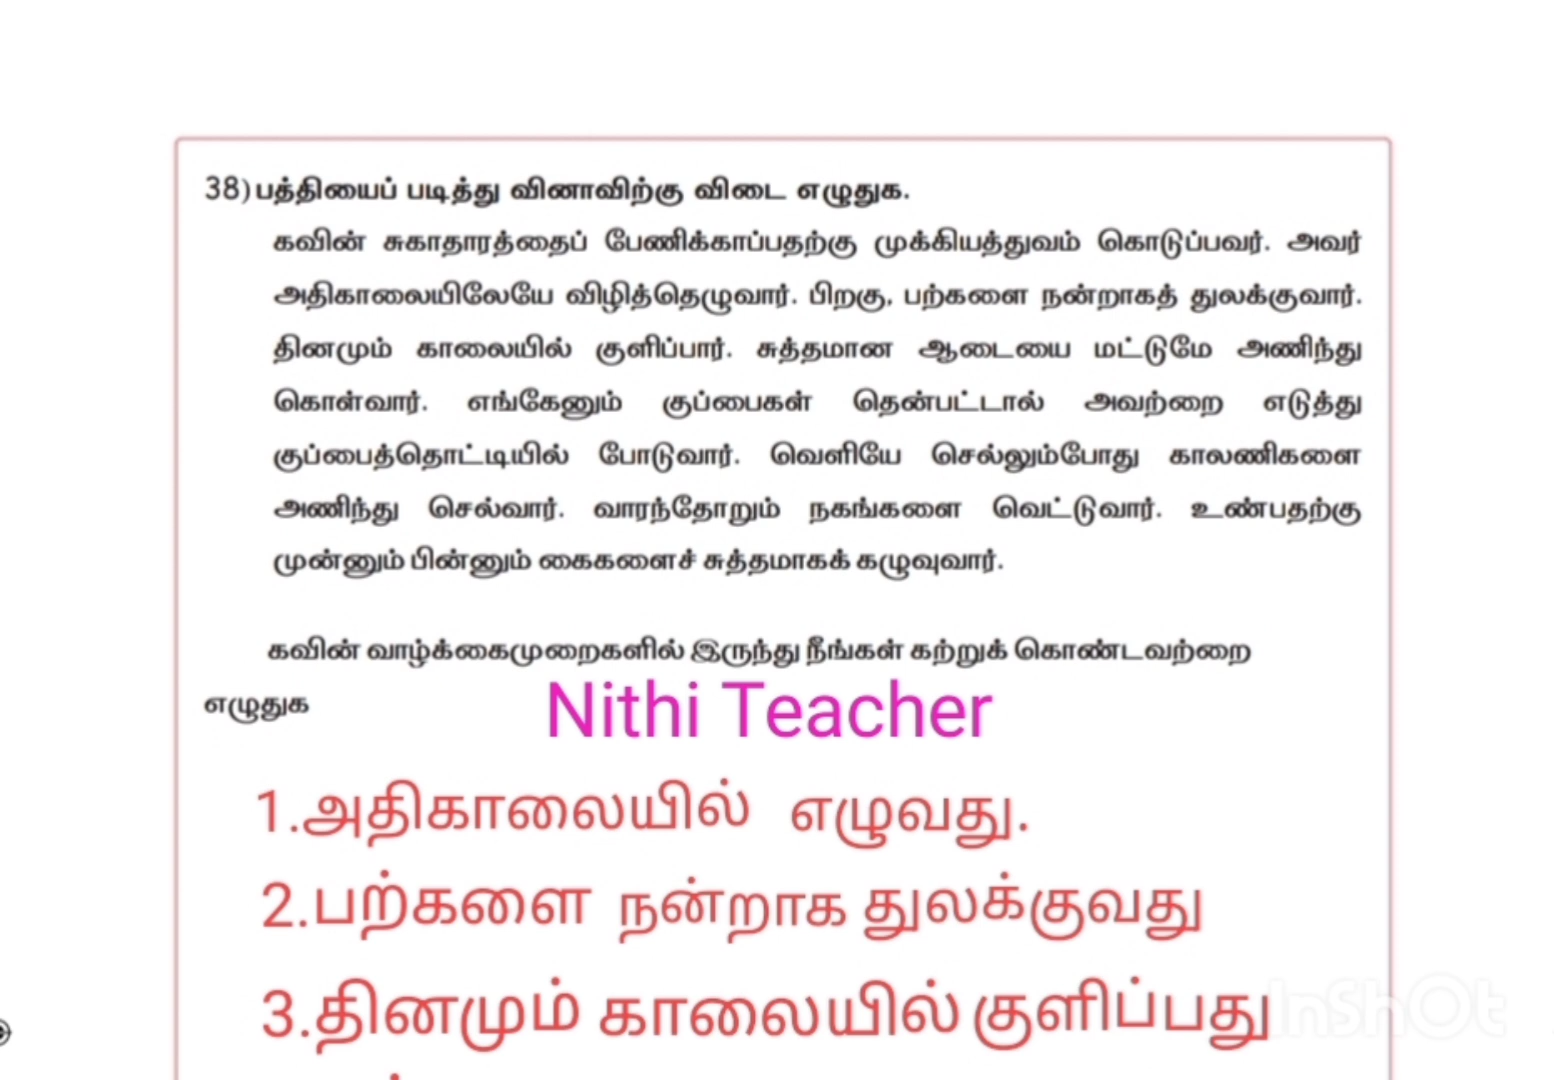 38) பத்தியைப் படித்து வினாவிற்கு விடை எழுதுக.
கவின் சுகாதாரத்தைப் பேணிக்காப்பதற்கு முக்கியத்துவம் கொடுப்பவர். அவர்
அதிகாலையிலேயே விழித்தெழுவார். பிறகு, பற்களை நன்றாகத் துலக்குவார்.
தினமும் காலையில் குளிப்பார். சுத்தமான ஆடையை மட்டுமே அணிந்து
கொள்வார். எங்கேனும் குப்பைகள் தென்பட்டால் அவற்றை எடுத்து
குப்பைத்தொட்டியில் போடுவார். வெளியே செல்லும்போது காலணிகளை
அணிந்து செல்வார். வாரந்தோறும் நகங்களை வெட்டுவார். உண்பதற்கு
முன்னும் பின்னும் கைகளைச் சுத்தமாகக் கழுவுவார்.
கவின் வாழ்க்கைமுறைகளில் இருந்து நீங்கள் கற்றுக் கொண்டவற்றை
எழுதுக
Nithi Teacher
1.அதிகாலையில் எழுவது.
2.பற்களை நன்றாக துலக்குவது
3.தினமும் காலையில் குளிப்பது
InShOt